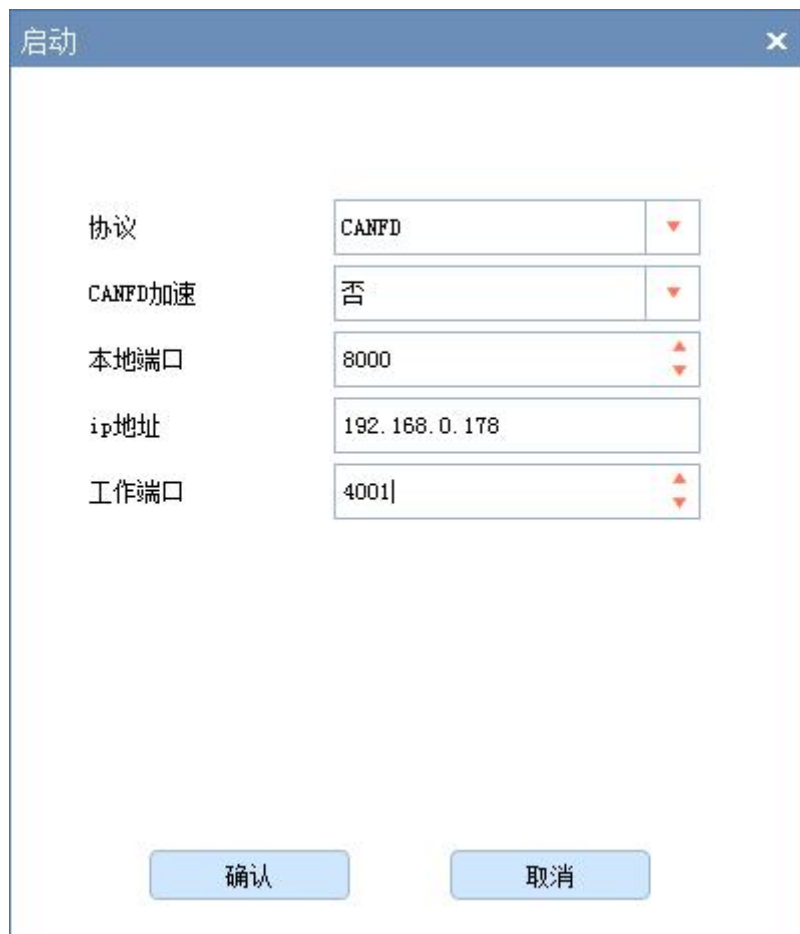 启动
协议 CANFD
CANFD加速 否
本地端口 8000
ip地址 192.168.0.178
工作端口 4001
确认 取消